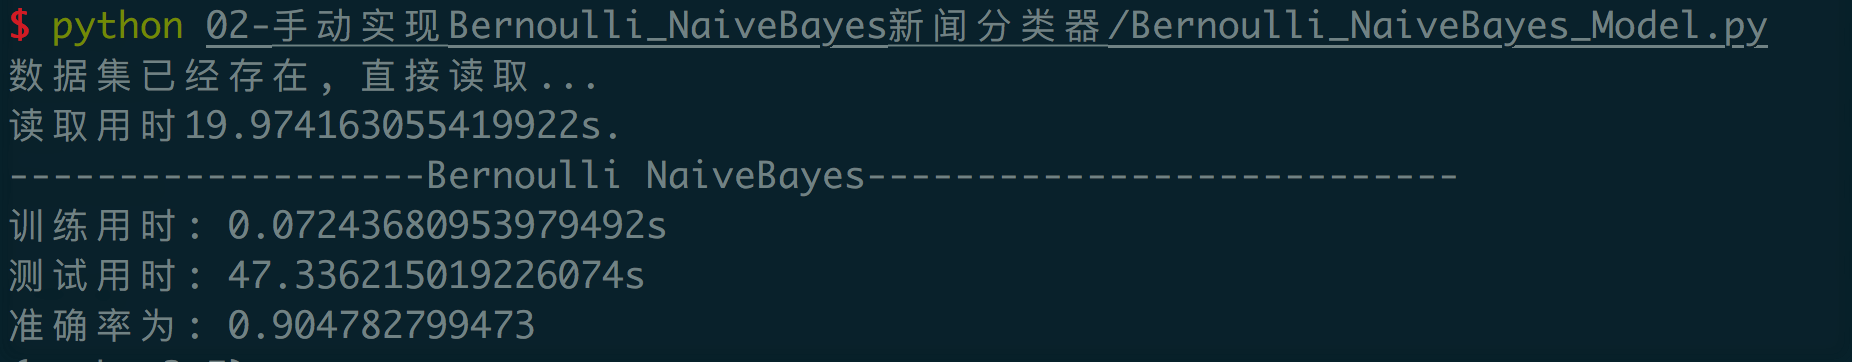 $ python 02-手动实现Bernoulli_NaiveBayes新闻分类器/Bernoulli_NaiveBayes_Model.py
数据集已经存在，直接读取...
读取用时19.974163055419922s.
-------------------Bernoulli NaiveBayes---------------------------
训练用时：0.07243680953979492s
测试用时：47.336215019226074s
准确率为：0.904782799473